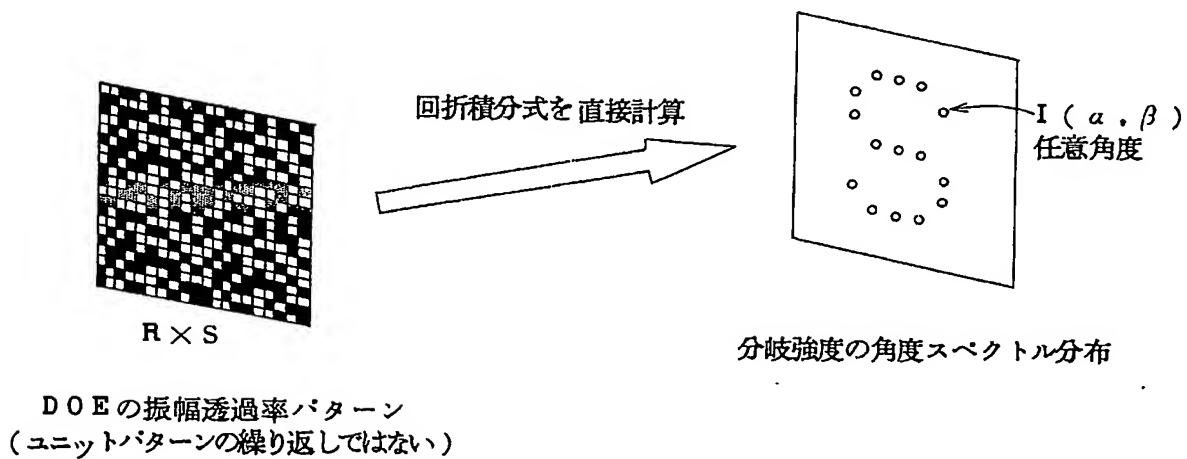 回折積分式を直接計算
I(α,β)
任意角度
R×S
分岐強度の角度スペクトル分布
DOEの振幅透過率パターン
(ユニットパターンの繰り返しではない)